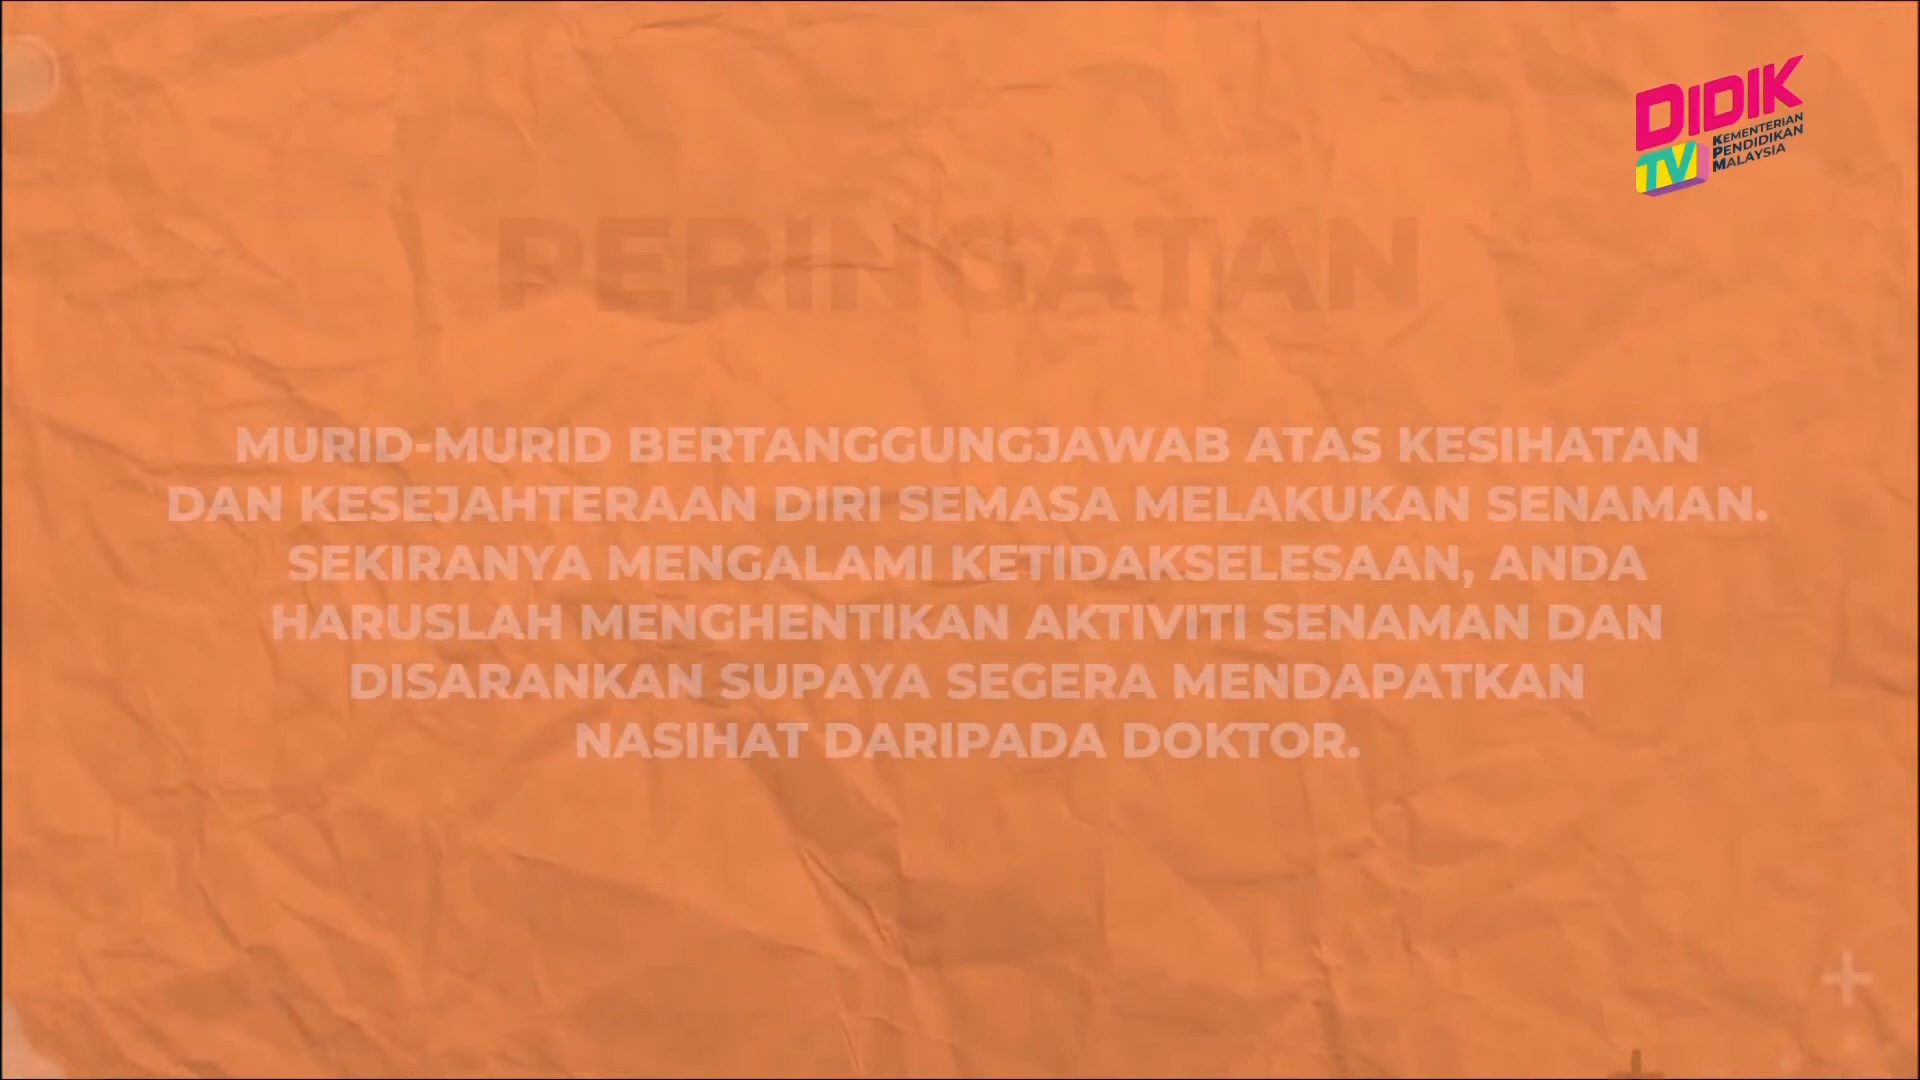 DIDIK
TV
KEMENTERIAN
PENDIDIKAN
MALAYSIA
PERINGATAN
MURID-MURID BERTANGGUNGJAWAB ATAS KESIHATAN
DAN KESEJAHTERAAN DIRI SEMASA MELAKUKAN SENAMAN.
SEKIRANYA MENGALAMI KETIDAKSELESAAN, ANDA
HARUSLAH MENGHENTIKAN AKTIVITI SENAMAN DAN
DISARANKAN SUPAYA SEGERA MENDAPATKAN
NASIHAT DARIPADA DOKTOR.